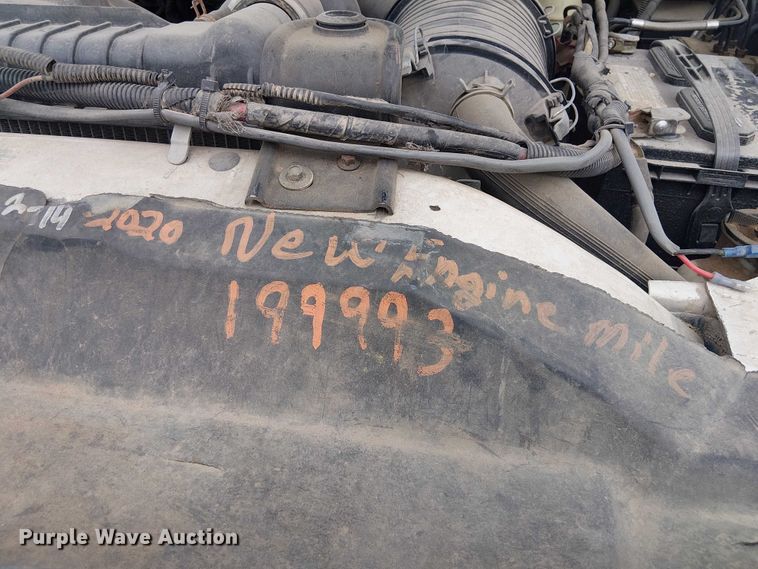 2-14-2020 New Engine Mile
199993
Purple Wave Auction